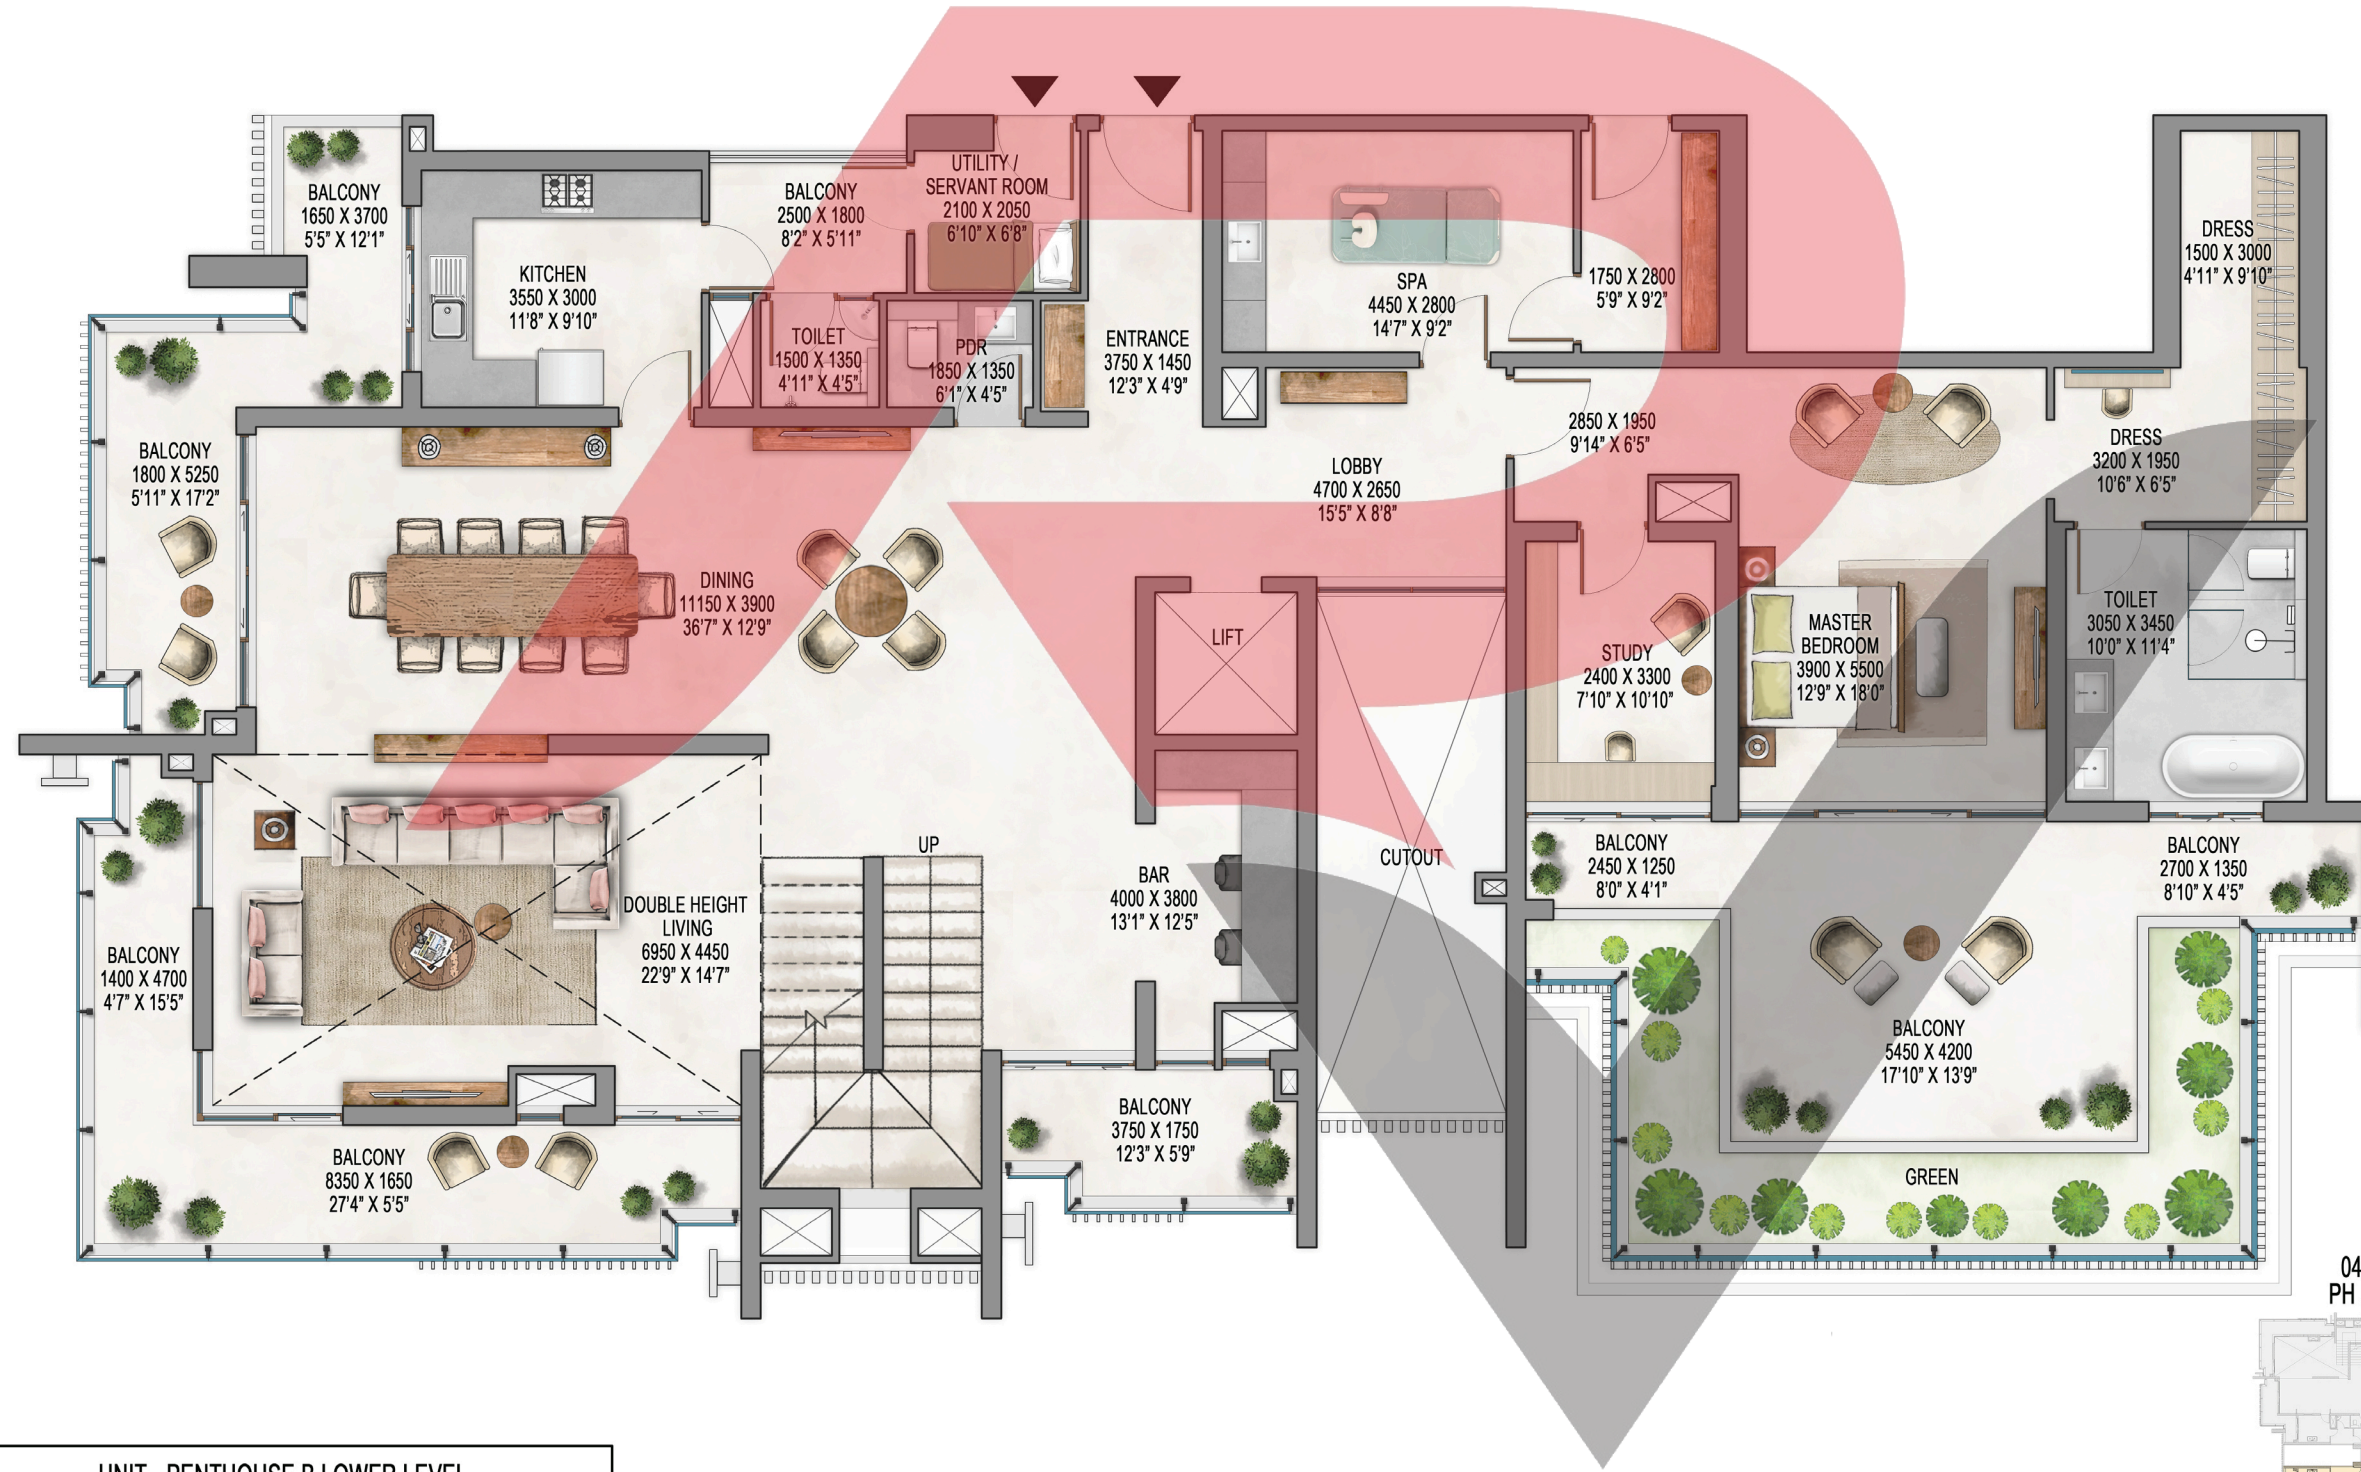 BALCONY
1650 X 3700
5'5" X 12'1"
KITCHEN
3550 X 3000
11'8" X 9'10"
BALCONY
2500 X 1800
8'2" X 5'11"
UTILITY /
SERVANT ROOM
2100 X 2050
6'10" X 6'8"
TOILET
1500 X 1350
4'11" X 4'5"
PDR
1850 X 1350
6'1" X 4'5"
ENTRANCE
3750 X 1450
12'3" X 4'9"
SPA
4450 X 2800
14'7" X 9'2"
1750 X 2800
5'9" X 9'2"
DRESS
1500 X 3000
4'11" X 9'10"
BALCONY
1800 X 5250
5'11" X 17'2"
LOBBY
4700 X 2650
15'5" X 8'8"
2850 X 1950
9'14" X 6'5"
DRESS
3200 X 1950
10'6" X 6'5"
DINING
11150 X 3900
36'7" X 12'9"
LIFT
STUDY
2400 X 3300
7'10" X 10'10"
MASTER
BEDROOM
3900 X 5500
12'9" X 18'0"
TOILET
3050 X 3450
10'0" X 11'4"
UP
DOUBLE HEIGHT
LIVING
6950 X 4450
22'9" X 14'7"
BAR
4000 X 3800
13'1" X 12'5"
CUTOUT
BALCONY
2450 X 1250
8'0" X 4'1"
BALCONY
2700 X 1350
8'10" X 4'5"
BALCONY
1400 X 4700
4'7" X 15'5"
BALCONY
5450 X 4200
17'10" X 13'9"
BALCONY
8350 X 1650
27'4" X 5'5"
BALCONY
3750 X 1750
12'3" X 5'9"
GREEN
04
PH
UNIT - PENTHOUSE B LOWER LEVEL